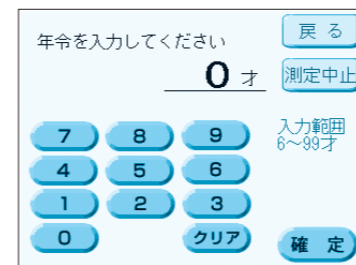 年令を入力してください
戻 る
0 才
測定中止
入力範囲
6～99才
7 8 9
4 5 6
1 2 3
0 クリア
確 定